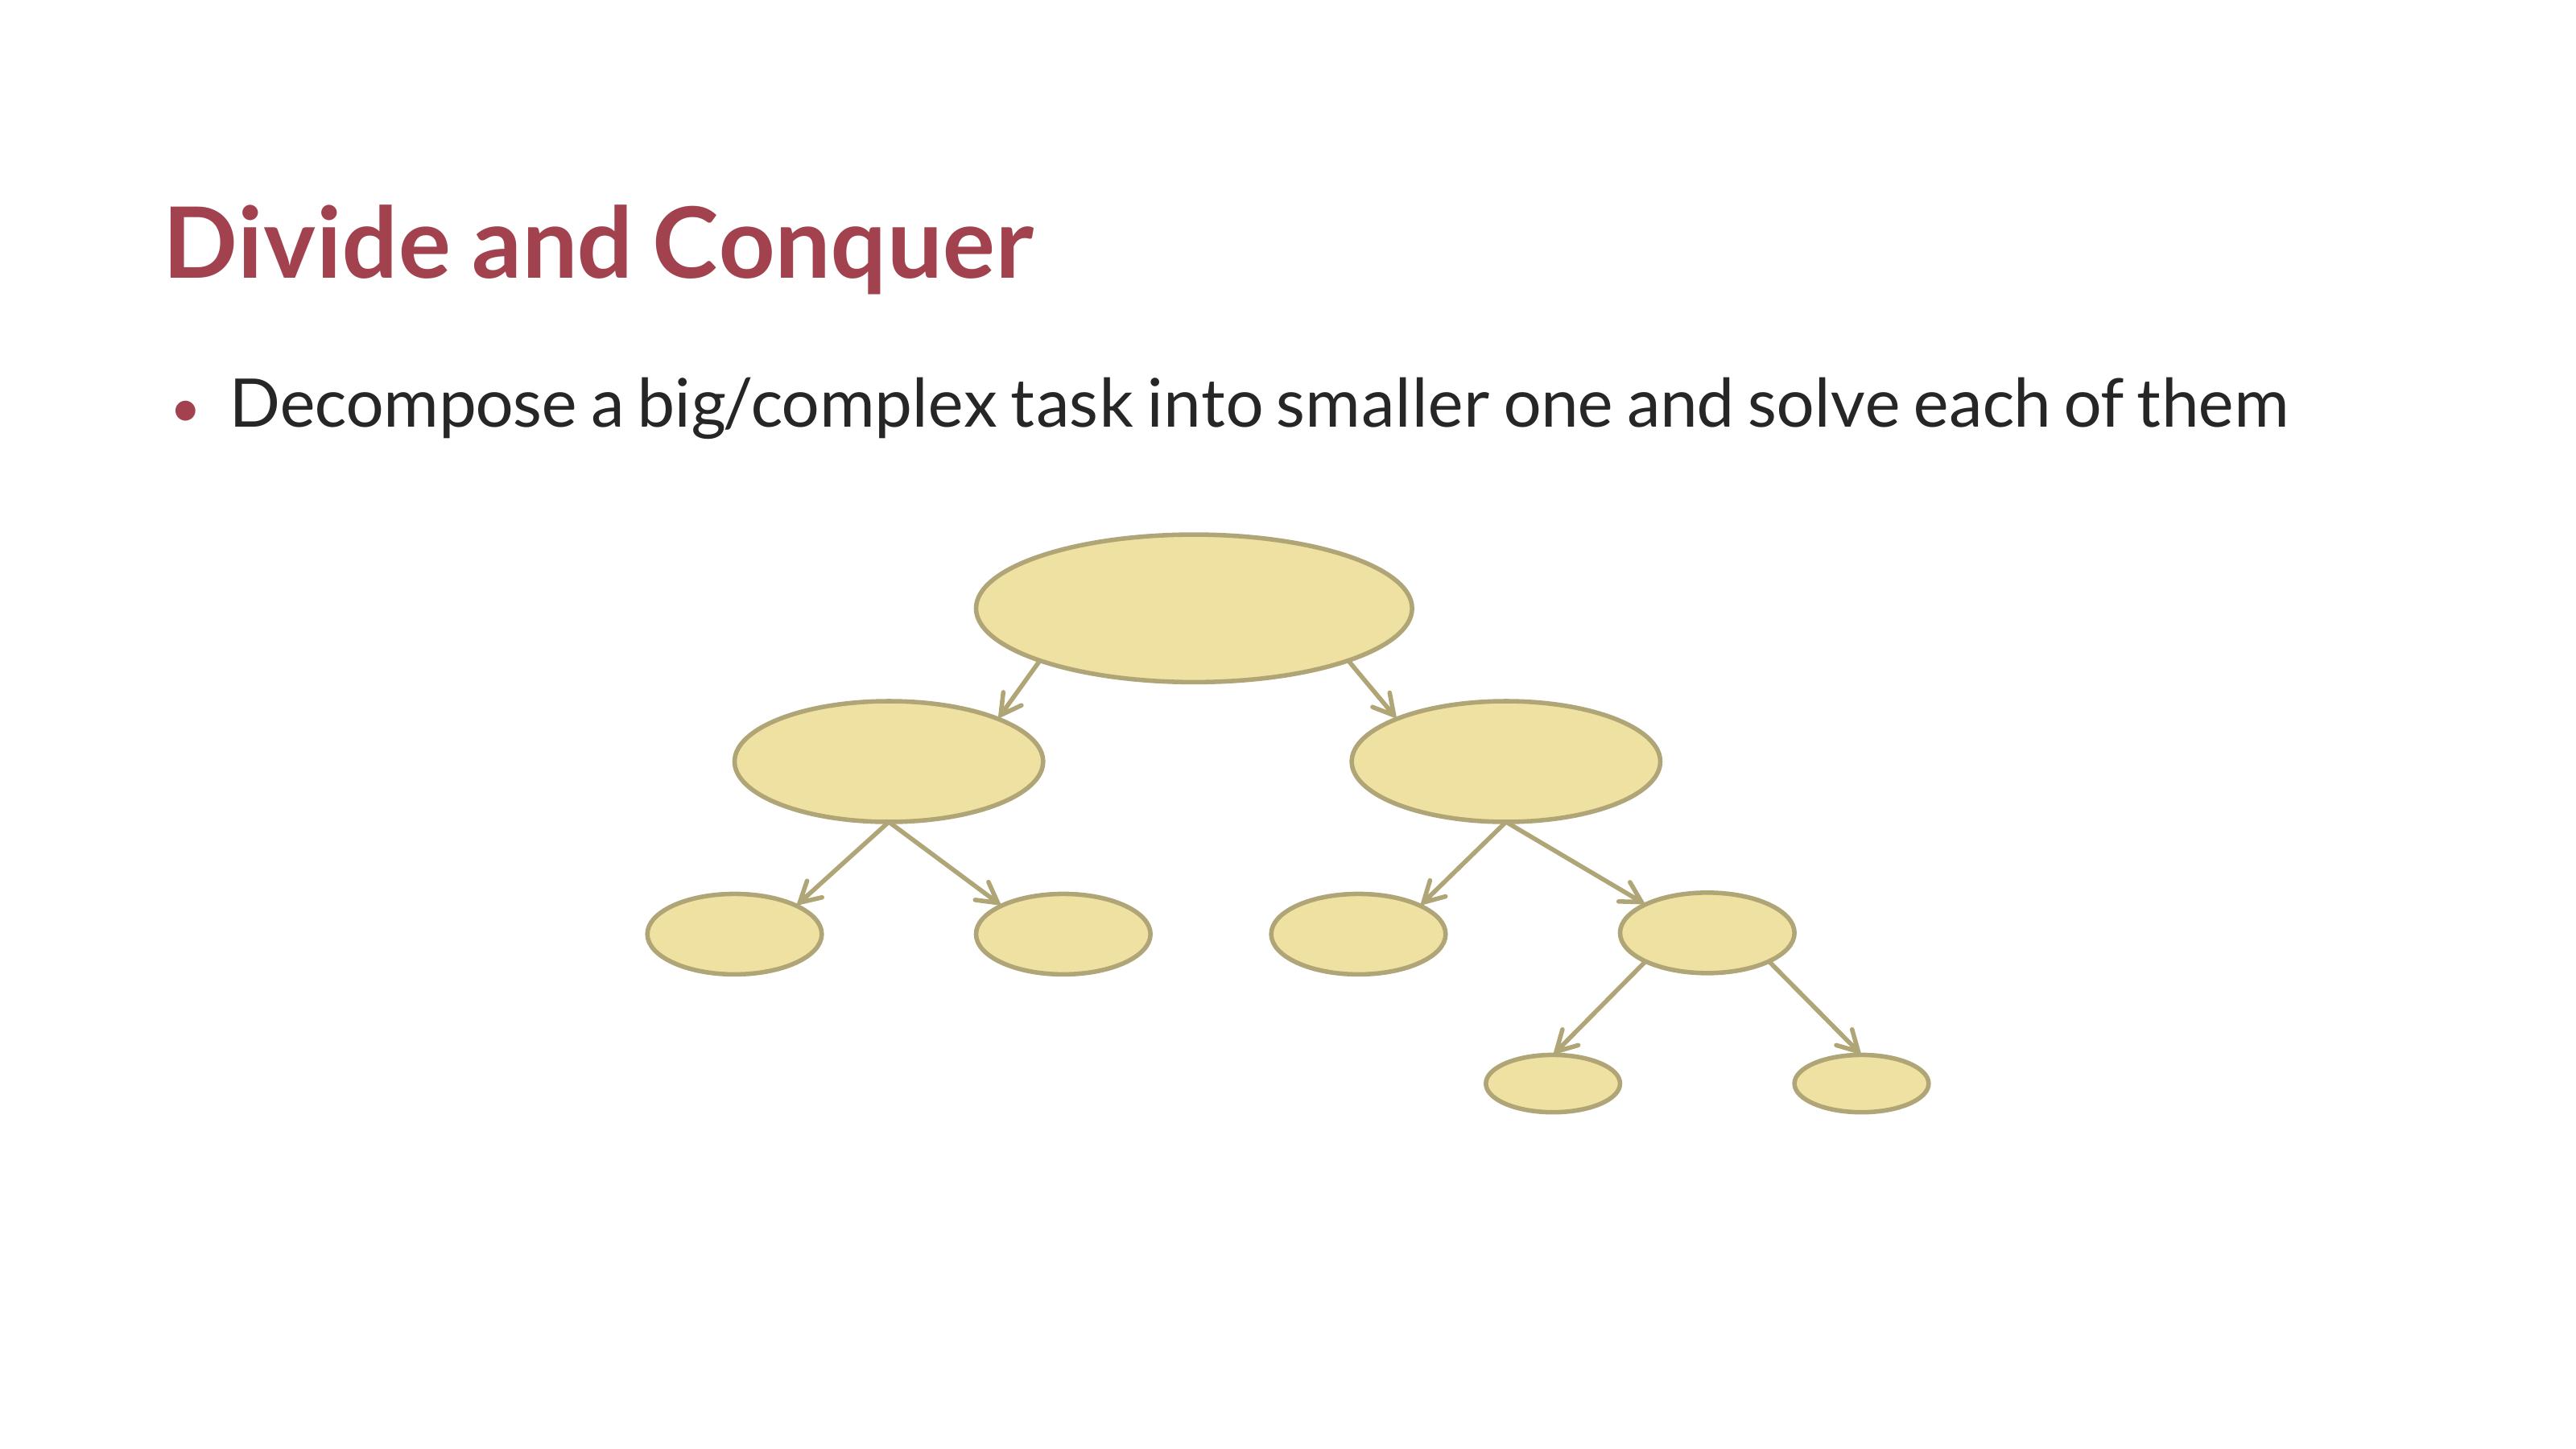 Divide and Conquer
• Decompose a big/complex task into smaller one and solve each of them